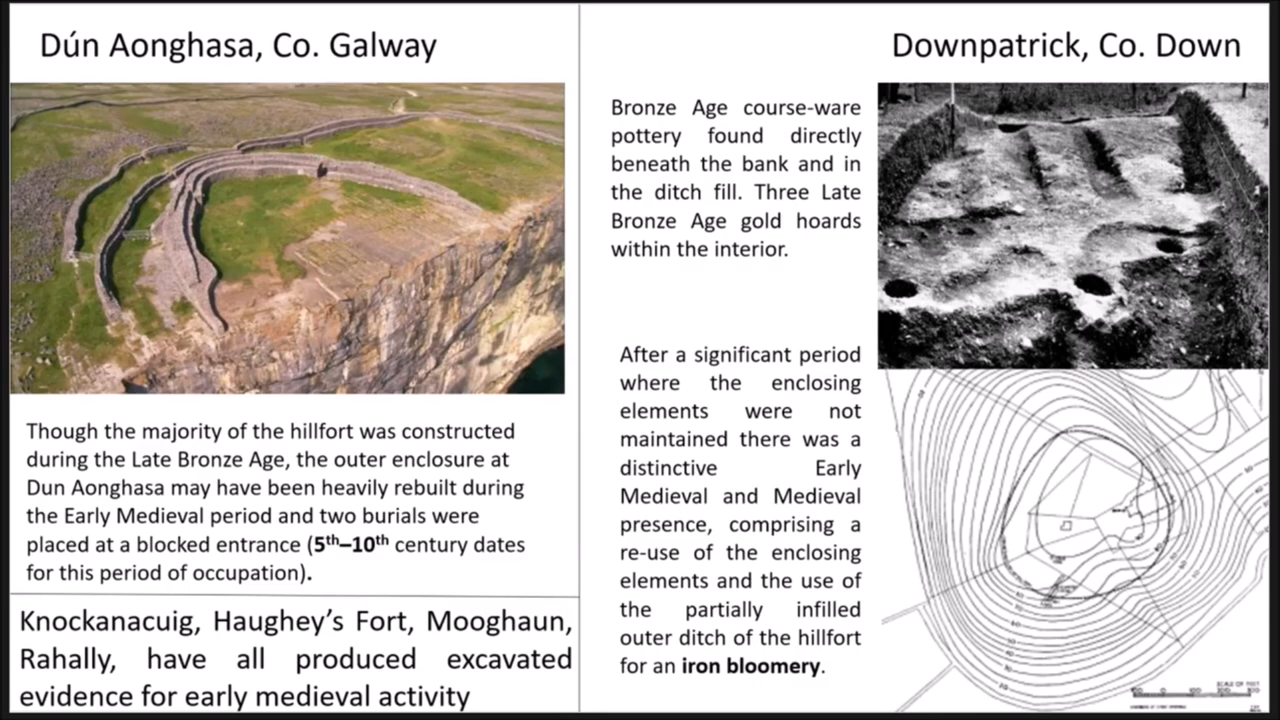 Dún Aonghasa, Co. Galway
Though the majority of the hillfort was constructed
during the Late Bronze Age, the outer enclosure at
Dun Aonghasa may have been heavily rebuilt during
the Early Medieval period and two burials were
placed at a blocked entrance (5th–10th century dates
for this period of occupation).
Knockanacuig, Haughey’s Fort, Mooghaun,
Rahally, have all produced excavated
evidence for early medieval activity
Downpatrick, Co. Down
Bronze Age course-ware
pottery found directly
beneath the bank and in
the ditch fill. Three Late
Bronze Age gold hoards
within the interior.
After a significant period
where the enclosing
elements were not
maintained there was a
distinctive Early
Medieval and Medieval
presence, comprising a
re-use of the enclosing
elements and the use of
the partially infilled
outer ditch of the hillfort
for an iron bloomery.
SCALE OF FEET